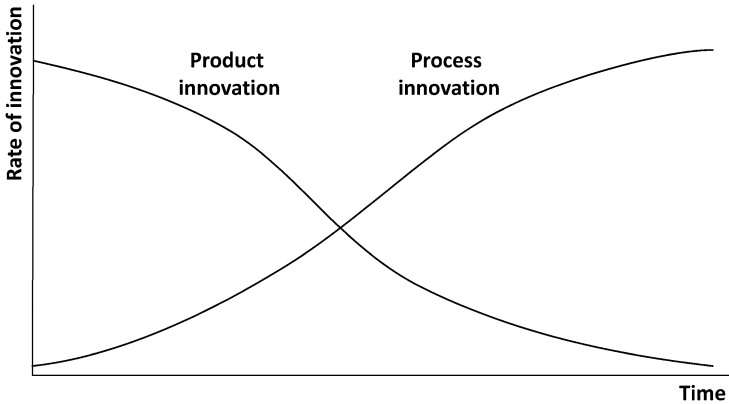 Rate of innovation
Product
innovation
Process
innovation
Time